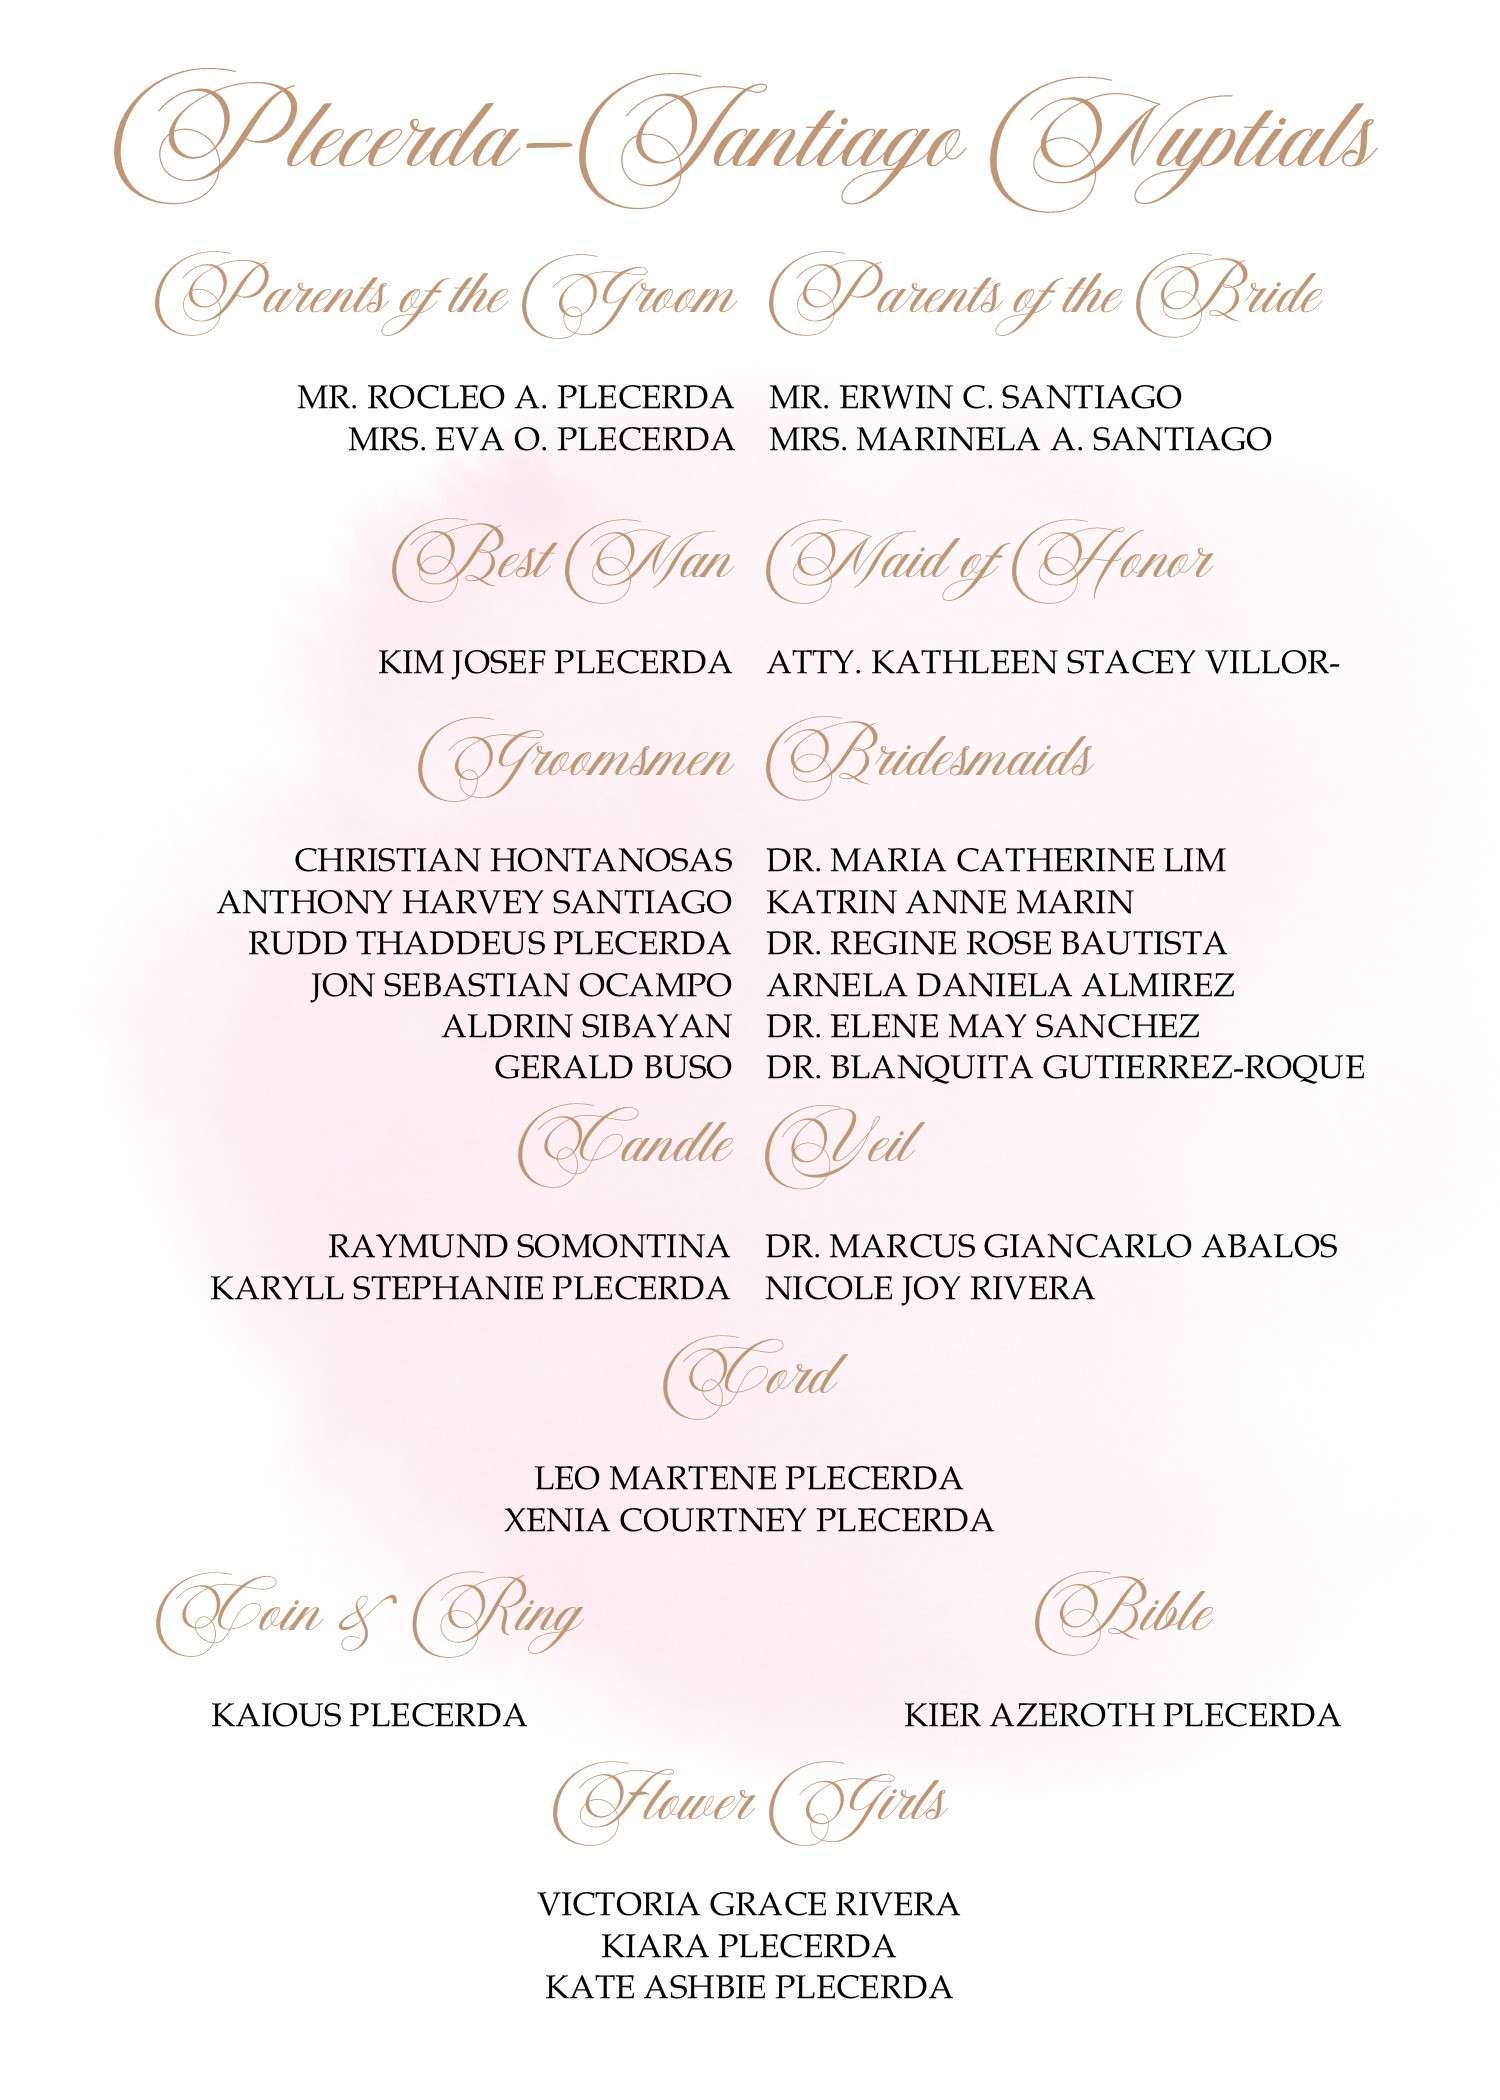 Plecerda-Santiago Nuptials
Parents of the Groom
MR. ROCLEO A. PLECERDA
MRS. EVA O. PLECERDA
Parents of the Bride
MR. ERWIN C. SANTIAGO
MRS. MARINELA A. SANTIAGO
Best Man
KIM JOSEF PLECERDA
Maid of Honor
ATTY. KATHLEEN STACEY VILLOR-
Groomsmen
CHRISTIAN HONTANOSAS
ANTHONY HARVEY SANTIAGO
RUDD THADDEUS PLECERDA
JON SEBASTIAN OCAMPO
ALDRIN SIBAYAN
GERALD BUSO
Bridesmaids
DR. MARIA CATHERINE LIM
KATRIN ANNE MARIN
DR. REGINE ROSE BAUTISTA
ARNELA DANIELA ALMIREZ
DR. ELENE MAY SANCHEZ
DR. BLANQUITA GUTIERREZ-ROQUE
Candle
RAYMUND SOMONTINA
KARYLL STEPHANIE PLECERDA
Veil
DR. MARCUS GIANCARLO ABALOS
NICOLE JOY RIVERA
Cord
LEO MARTENE PLECERDA
XENIA COURTNEY PLECERDA
Coin & Ring
KAIOUS PLECERDA
Bible
KIER AZEROTH PLECERDA
Flower Girls
VICTORIA GRACE RIVERA
KIARA PLECERDA
KATE ASHBIE PLECERDA